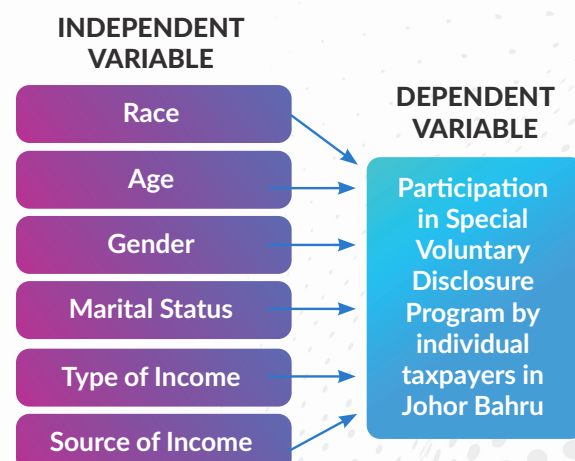 INDEPENDENT
VARIABLE
Race
Age
Gender
Marital Status
Type of Income
Source of Income
DEPENDENT
VARIABLE
Participation
in Special
Voluntary
Disclosure
Program by
individual
taxpayers in
Johor Bahru